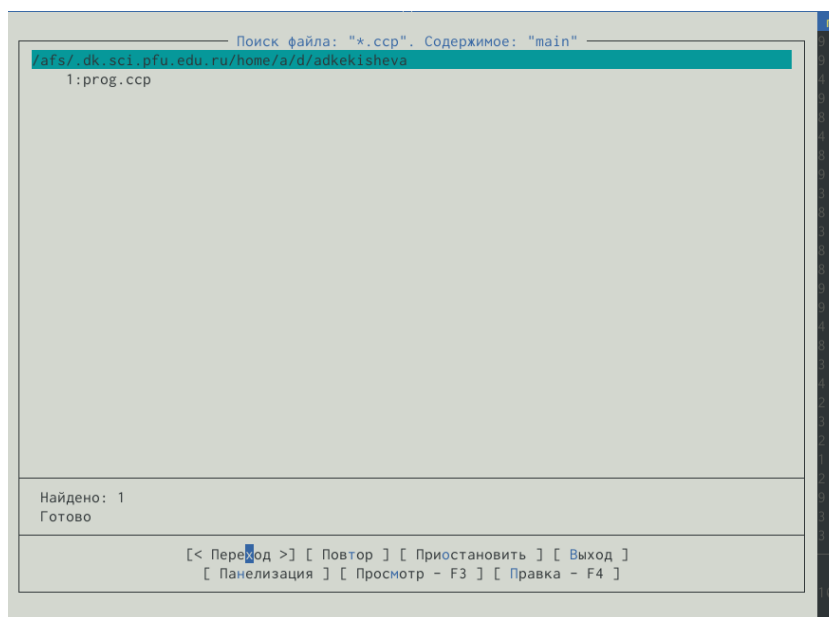 Поиск файла: "*.ccp". Содержимое: "main"
/afs/.dk.sci.pfu.edu.ru/home/a/d/adkekisheva
1:prog.ccp
Найдено: 1
Готово
[< Переход >] [ Повтор ] [ Приостановить ] [ Выход ]
[ Панелизация ] [ Просмотр - F3 ] [ Правка - F4 ]